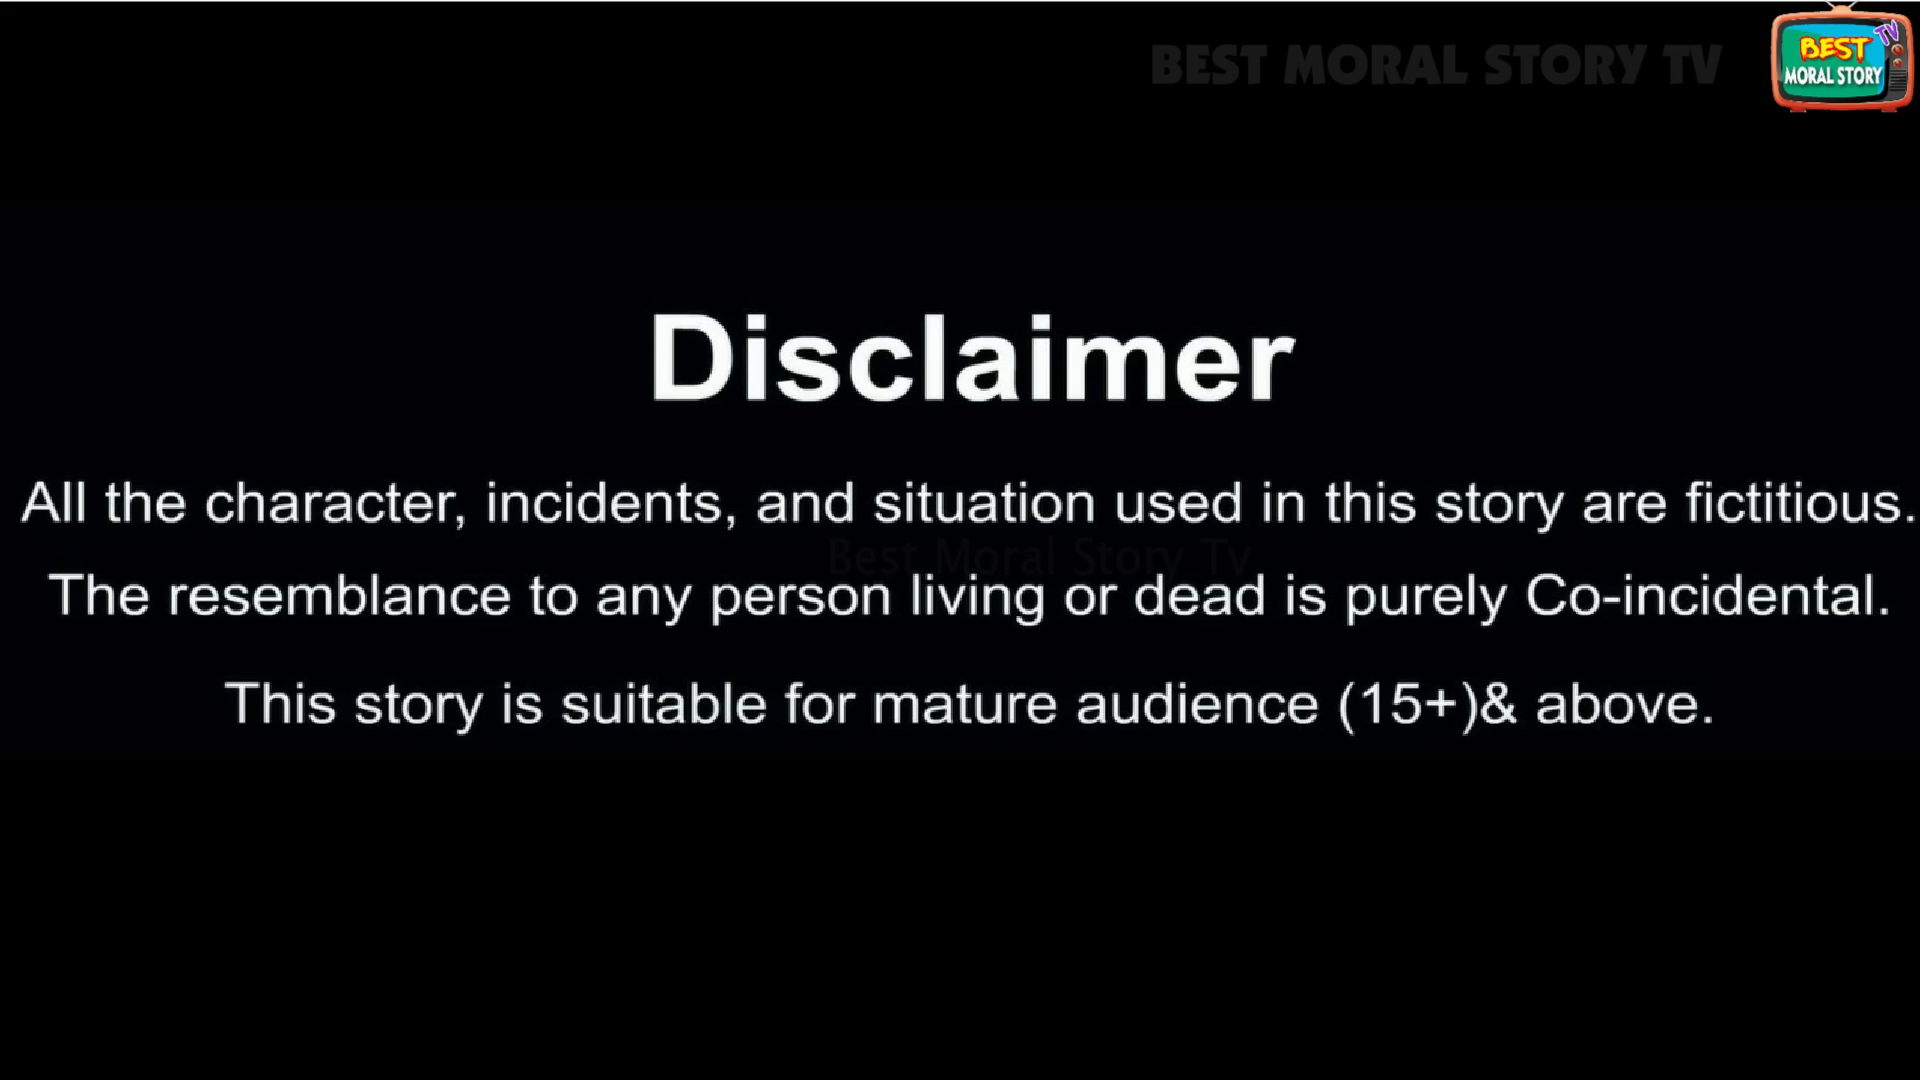 BEST MORAL STORY TV
BEST TV
MORAL STORY
Disclaimer
All the character, incidents, and situation used in this story are fictitious.
Best Moral Story Tv
The resemblance to any person living or dead is purely Co-incidental.
This story is suitable for mature audience (15+)& above.